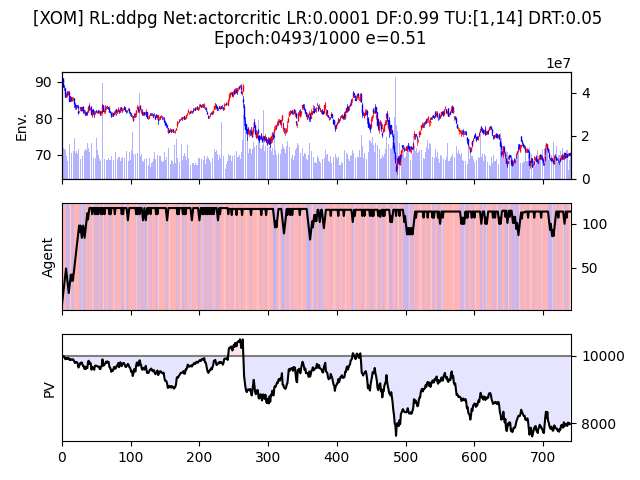 [XOM] RL:ddpg Net:actorcritic LR:0.0001 DF:0.99 TU:[1,14] DRT:0.05
Epoch:0493/1000 e=0.51
1e7
Env.
90
80
70
4
2
0
Agent
100
50
PV
10000
8000
0 100 200 300 400 500 600 700